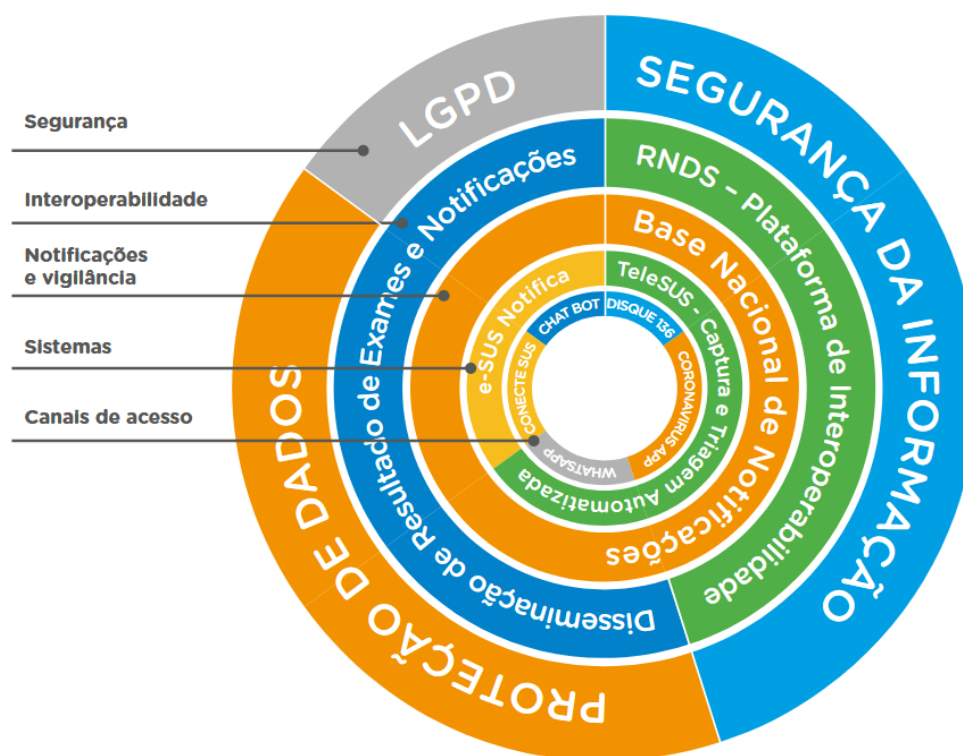 Segurança
Interoperabilidade
Notificações
e vigilância
Sistemas
Canais de acesso
LGPD
SEGURANÇA DA INFORMAÇÃO
PROTEÇÃO DE DADOS
Disseminação de Resultado de Exames e Notificações
RNDS – Plataforma de Interoperabilidade
Base Nacional de Notificações
e-SUS Notifica
TeleSUS - Captura e Triagem Automatizada
CHAT BOT
DISQUE 136
CORONAVIRUS APP
WHATSAPP
CONECTE SUS